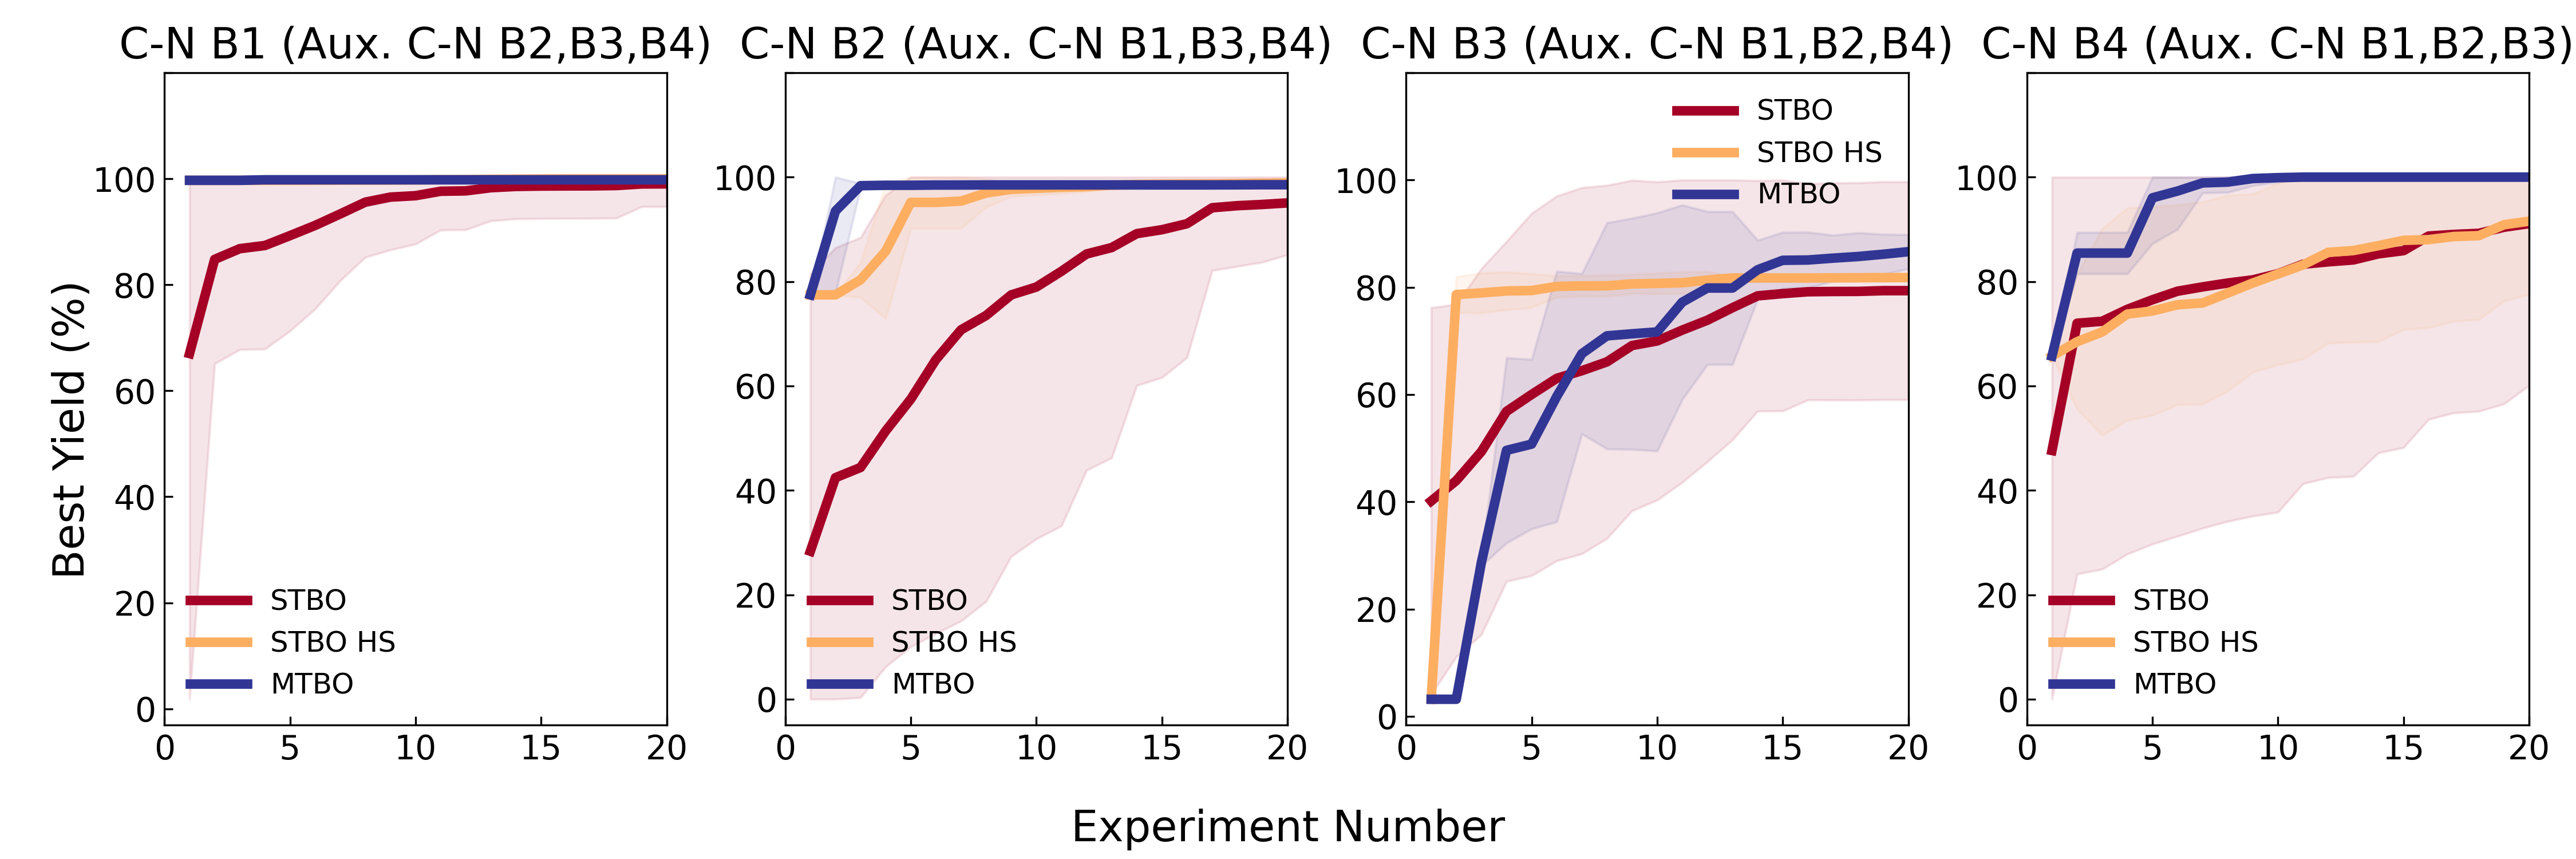 C-N B1 (Aux. C-N B2,B3,B4)
C-N B2 (Aux. C-N B1,B3,B4)
C-N B3 (Aux. C-N B1,B2,B4)
C-N B4 (Aux. C-N B1,B2,B3)
Best Yield (%)
100
80
60
40
20
0
STBO
STBO HS
MTBO
0 5 10 15 20
100
80
60
40
20
0
STBO
STBO HS
MTBO
0 5 10 15 20
100
80
60
40
20
0
STBO
STBO HS
MTBO
0 5 10 15 20
100
80
60
40
20
0
STBO
STBO HS
MTBO
0 5 10 15 20
Experiment Number